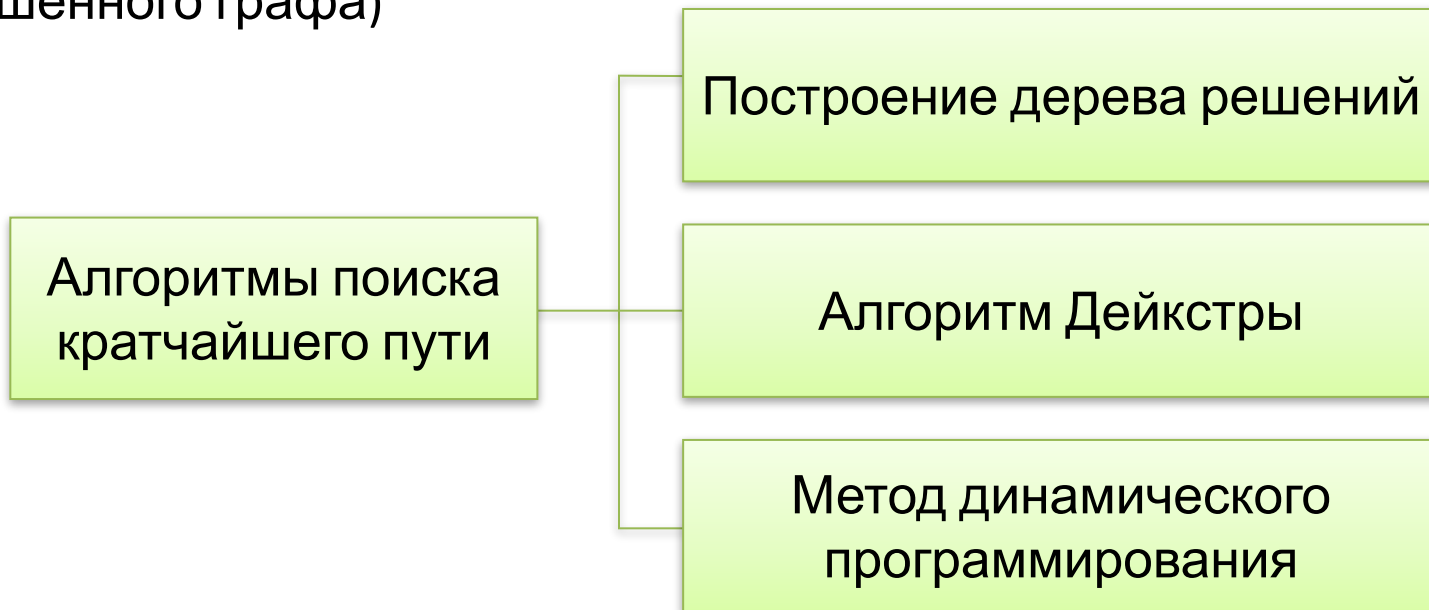 шенного графа)
Построение дерева решений
Алгоритмы поиска
кратчайшего пути
Алгоритм Дейкстры
Метод динамического
программирования